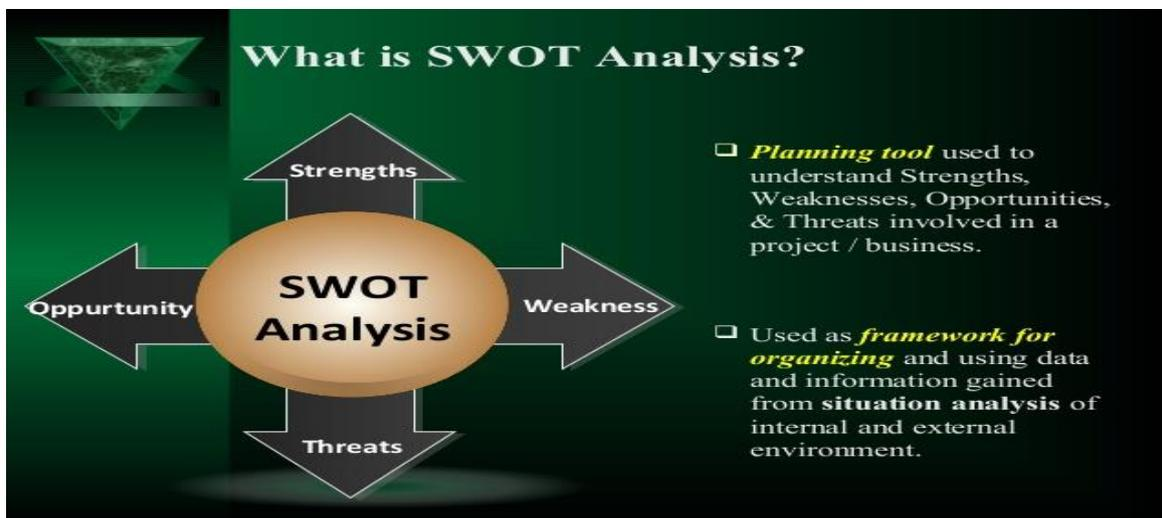 What is SWOT Analysis?
Strengths
Oppurtunity
SWOT
Analysis
Weakness
Threats
❑ Planning tool used to
understand Strengths,
Weaknesses, Opportunities,
& Threats involved in a
project / business.
❑ Used as framework for
organizing and using data
and information gained
from situation analysis of
internal and external
environment.